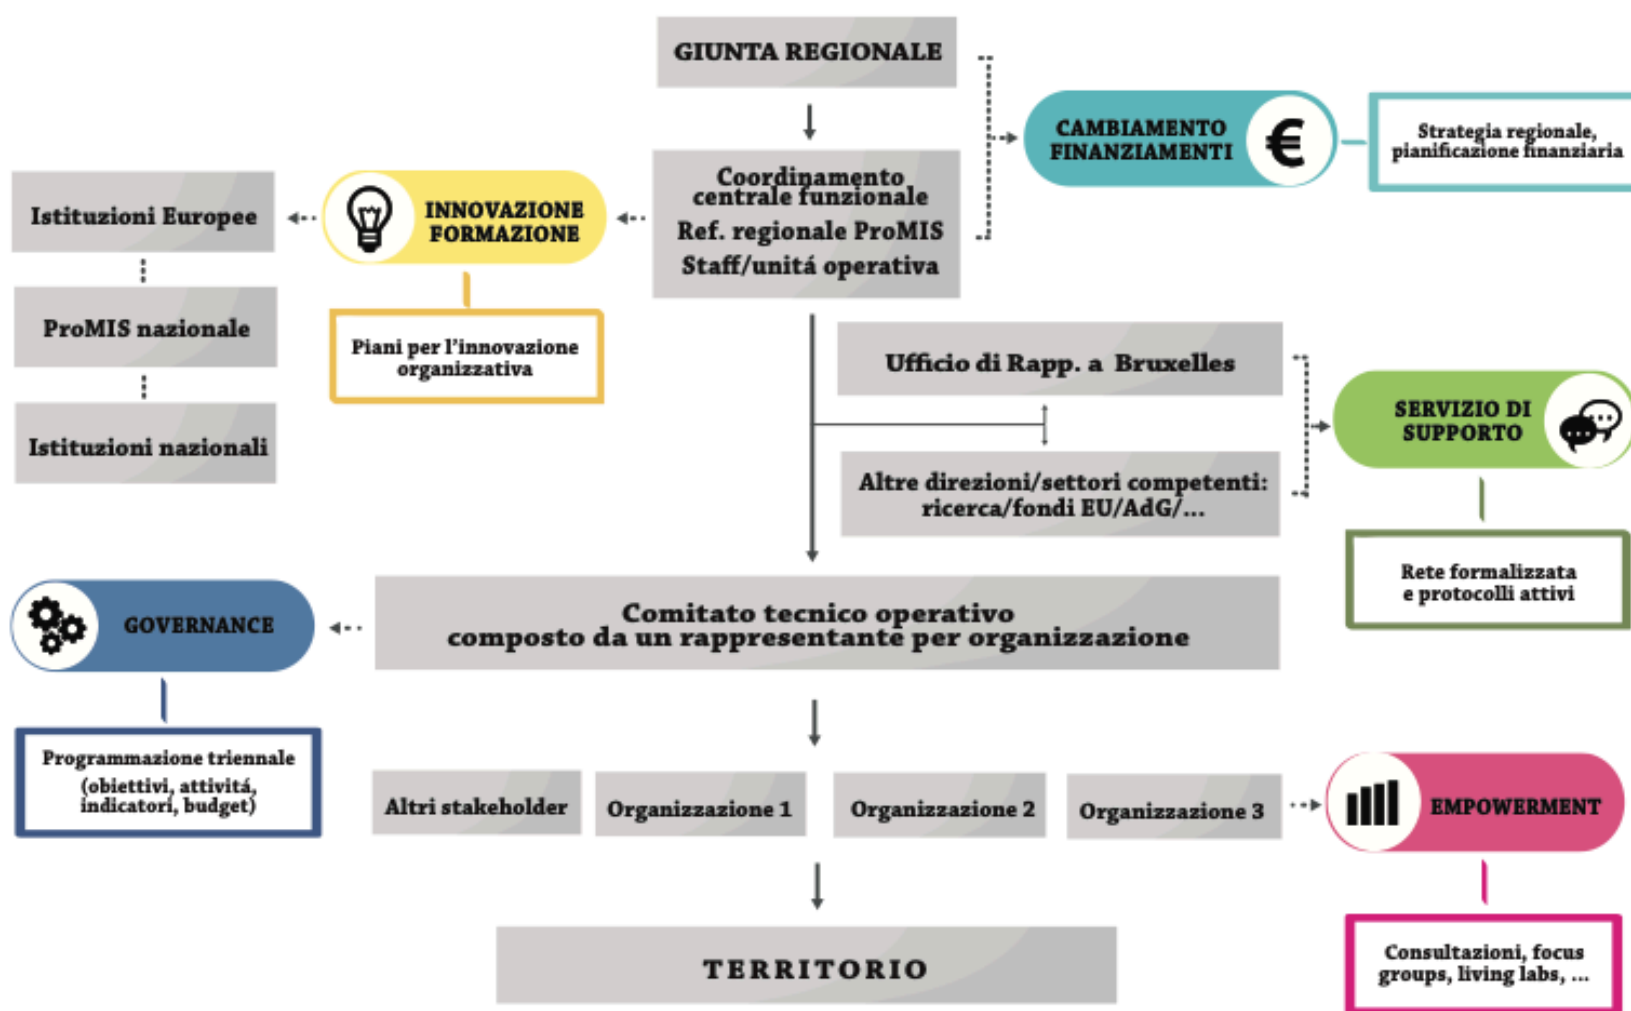 GIUNTA REGIONALE
CAMBIAMENTO
FINANZIAMENTI
€
Strategia regionale,
pianificazione finanziaria
Coordinamento
centrale funzionale
Ref. regionale ProMIS
Staff/unitá operativa
INNOVAZIONE
FORMAZIONE
Istituzioni Europee
ProMIS nazionale
Istituzioni nazionali
Piani per l'innovazione
organizzativa
Ufficio di Rapp. a Bruxelles
Altre direzioni/settori competenti:
ricerca/fondi EU/AdG/...
SERVIZIO DI
SUPPORTO
Rete formalizzata
e protocolli attivi
Comitato tecnico operativo
composto da un rappresentante per organizzazione
GOVERNANCE
Programmazione triennale
(obiettivi, attivitá,
indicatori, budget)
Altri stakeholder
Organizzazione 1
Organizzazione 2
Organizzazione 3
EMPOWERMENT
Consultazioni, focus
groups, living labs, ...
TERRITORIO